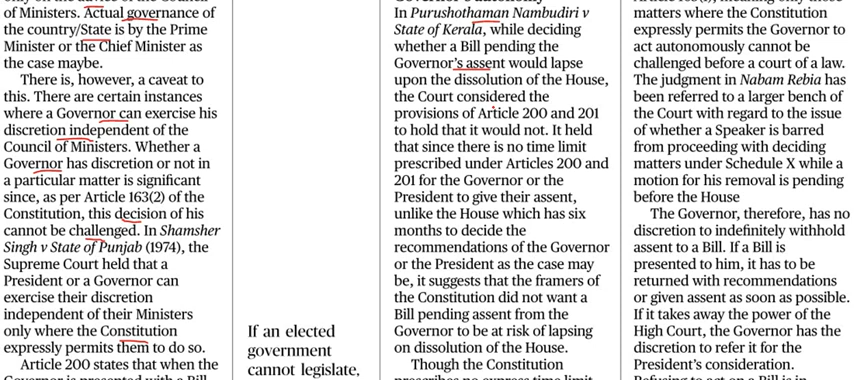 of Ministers. Actual governance of
the country/State is by the Prime
Minister or the Chief Minister as
the case maybe.
There is, however, a caveat to
this. There are certain instances
where a Governor can exercise his
discretion independent of the
Council of Ministers. Whether a
Governor has discretion or not in
a particular matter is significant
since, as per Article 163(2) of the
Constitution, this decision of his
cannot be challenged. In Shamsher
Singh v State of Punjab (1974), the
Supreme Court held that a
President or a Governor can
exercise their discretion
independent of their Ministers
only where the Constitution
expressly permits them to do so.
Article 200 states that when the
If an elected
government
cannot legislate,
In Purushothaman Nambudiri v
State of Kerala, while deciding
whether a Bill pending the
Governor's assent would lapse
upon the dissolution of the House,
the Court considered the
provisions of Article 200 and 201
to hold that it would not. It held
that since there is no time limit
prescribed under Articles 200 and
201 for the Governor or the
President to give their assent,
unlike the House which has six
months to decide the
recommendations of the Governor
or the President as the case may
be, it suggests that the framers of
the Constitution did not want a
Bill pending assent from the
Governor to be at risk of lapsing
on dissolution of the House.
Though the Constitution
prescribes no express time limit
matters where the Constitution
expressly permits the Governor to
act autonomously cannot be
challenged before a court of law.
The judgment in Nabam Rebia has
been referred to a larger bench of
the Court with regard to the issue
of whether a Speaker is barred
from proceeding with deciding
matters under Schedule X while a
motion for his removal is pending
before the House
The Governor, therefore, has no
discretion to indefinitely withhold
assent to a Bill. If a Bill is
presented to him, it has to be
returned with recommendations
or given assent as soon as possible.
If it takes away the power of the
High Court, the Governor has the
discretion to refer it for the
President's consideration.
Refusing to act on a Bill is in